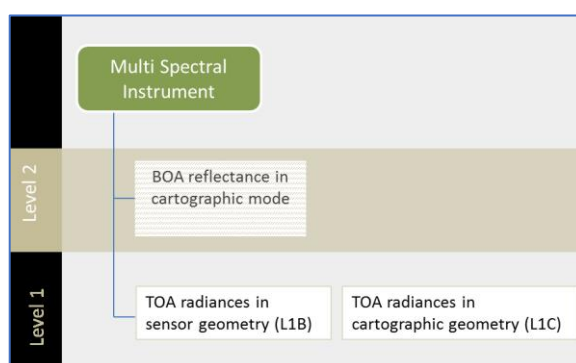 Multi Spectral
Instrument
Level 2
BOA reflectance in
cartographic mode
Level 1
TOA radiances in
sensor geometry (L1B)
TOA radiances in
cartographic geometry (L1C)